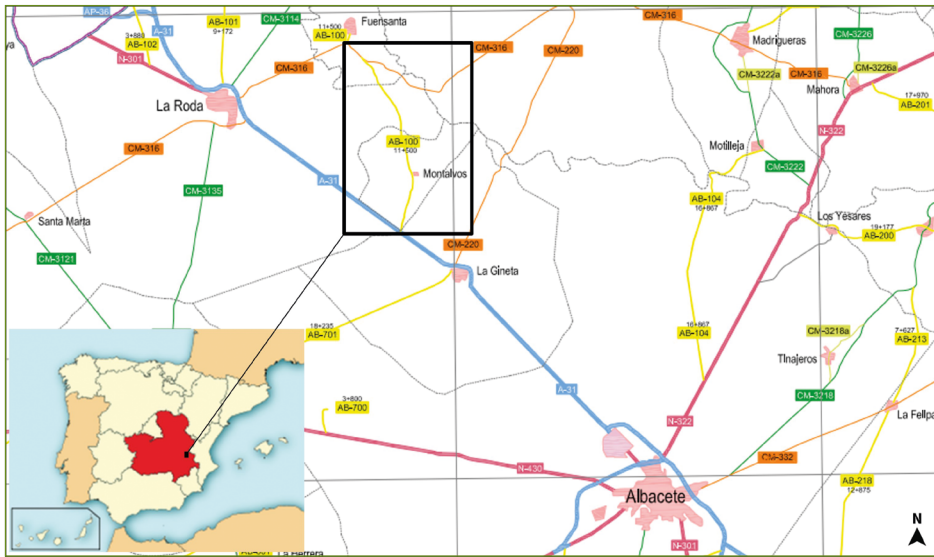 AP-36
A-31
AB-101
9+172
CM-3114
11+500
AB-100
Fuensanta
CM-316
CM-3226
3+880
AB-102
N-301
CM-316
CM-316
CM-220
Madrigueras
CM-3222a
CM-316
CM-3226a
Mahora
17+970
AB-201
La Roda
CM-316
AB-100
11+500
Montalvos
N-322
Motilleja
CM-3222
A-31
CM-3135
AB-104
16+867
Santa Marta
Los Yesares
19+177
AB-200
CM-3121
CM-220
La Gineta
18+235
AB-701
16+867
AB-104
CM-3218a
7+627
AB-213
TInajeros
A-31
CM-3218
3+890
AB-700
N-322
La Fellpa
N-430
CM-332
AB-218
12+875
Albacete
N-301
N
La Herrera